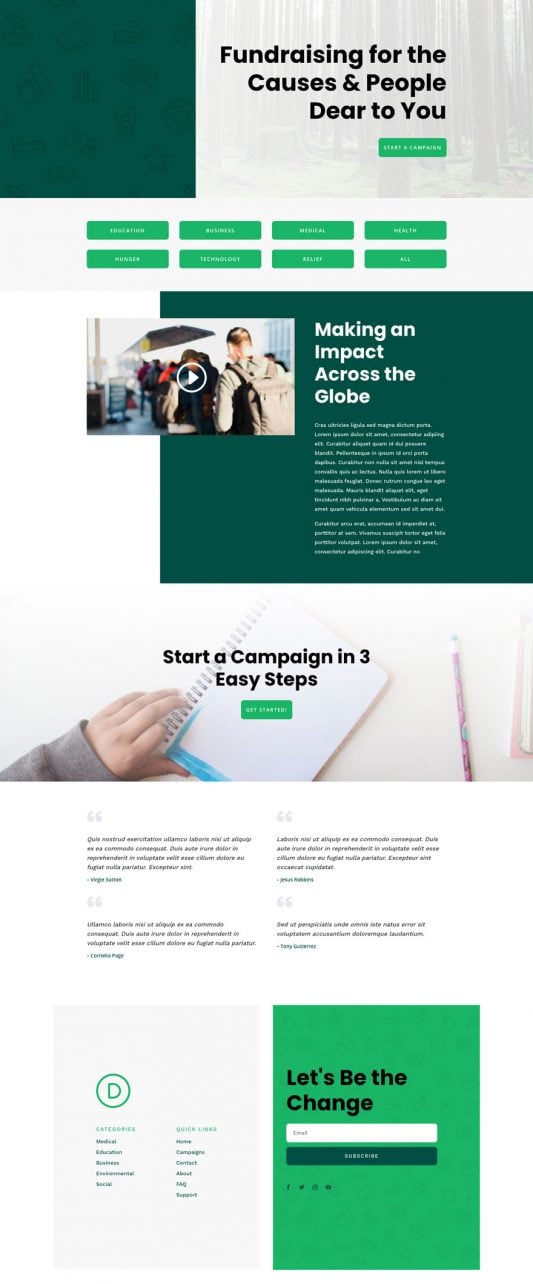 Fundraising for the
Causes & People
Dear to You
START A CAMPAIGN
EDUCATION
BUSINESS
MEDICAL
HEALTH
HUNGER
TECHNOLOGY
RELIEF
ALL
Making an
Impact
Across the
Globe
Cras ultricies ligula sed magna dictum porta.
Lorem ipsum dolor sit amet, consectetur adipiing
elit. Curabitur aliquet quam id dui posuere
blandit. Pellentesque in ipsum id orci porta
dapibus. Curabitur non nulla sit amet nisl tempus
convallis quis ac lectus. Nulla quis lorem ut libero
malesuada feugiat. Donec rutrum congue leo eget
malesuada. Mauris blandit aliquet elit, eget
tincidunt nibh pulvinar a. Vestibulum ac diam sit
amet quam vehicula elementum sed sit amet dui.
Curabitur arcu erat, accumsan id imperdiet et,
porttitor at sem. Vivamus suscipit tortor eget felis
porttitor volutpat. Lorem ipsum dolor sit amet,
consectetur adipiscing elit. Curabitur no
Start a Campaign in 3
Easy Steps
GET STARTED!
Quis nostrud exercitation ullamco laboris nisi ut aliquip
ex ea commodo consequat. Duis aute irure dolor in
reprehenderit in voluptate velit esse cillum dolore eu
fugiat nulla pariatur. Excepteur sint.
- Virgie Sutton
Laboris nisi ut aliquip ex ea commodo consequat. Duis
aute irure dolor in reprehenderit in voluptate velit esse
cillum dolore eu fugiat nulla pariatur. Excepteur sint
occaecat cupidatat.
- Jesus Robbins
Ullamco laboris nisi ut aliquip ex ea commodo
consequat. Duis aute irure dolor in reprehenderit in
voluptate velit esse cillum dolore eu fugiat nulla pariatur.
- Cornelia Page
Sed ut perspiciatis unde omnis iste natus error sit
voluptatem accusantium doloremque laudantium.
- Tony Gutierrez
D
CATEGORIES
Medical
Education
Business
Environmental
Social
QUICK LINKS
Home
Campaigns
Contact
About
FAQ
Support
Let's Be the
Change
Email
SUBSCRIBE